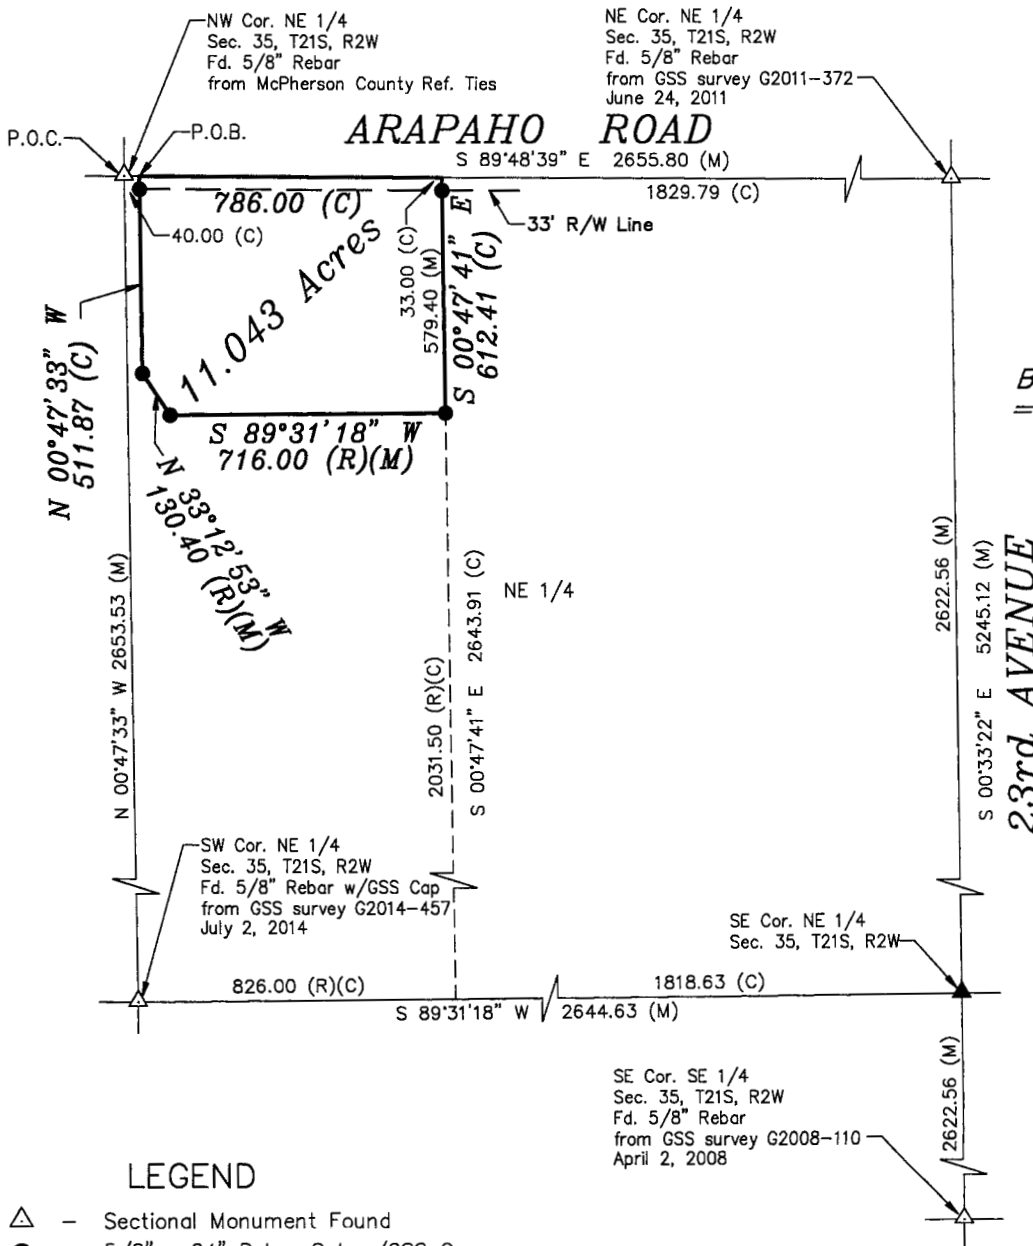 NW Cor. NE 1/4
Sec. 35, T21S, R2W
Fd. 5/8" Rebar
from McPherson County Ref. Ties
NE Cor. NE 1/4
Sec. 35, T21S, R2W
Fd. 5/8" Rebar
from GSS survey G2011-372
June 24, 2011
P.O.C.
P.O.B.
ARAPAHO ROAD
S 89°48'39" E 2655.80 (M)
1829.79 (C)
786.00 (C)
40.00 (C)
33' R/W Line
11.043 Acres
33.00 (C)
579.40 (M)
S 00°47'41" E
612.41 (C)
N 00°47'33" W
511.87 (C)
S 89°31'18" W
716.00 (R)(M)
N 33°12'53" W
130.40 (R)(M)
B
N 00°47'33" W 2653.53 (M)
NE 1/4
2031.50 (R)(C)
S 00°47'41" E 2643.91 (C)
2622.56 (M)
S 00°33'22" E 5245.12 (M)
23rd AVENUE
SW Cor. NE 1/4
Sec. 35, T21S, R2W
Fd. 5/8" Rebar w/GSS Cap
from GSS survey G2014-457
July 2, 2014
SE Cor. NE 1/4
Sec. 35, T21S, R2W
826.00 (R)(C)
1818.63 (C)
S 89°31'18" W 2644.63 (M)
SE Cor. SE 1/4
Sec. 35, T21S, R2W
Fd. 5/8" Rebar
from GSS survey G2008-110
April 2, 2008
2622.56 (M)
LEGEND
- Sectional Monument Found